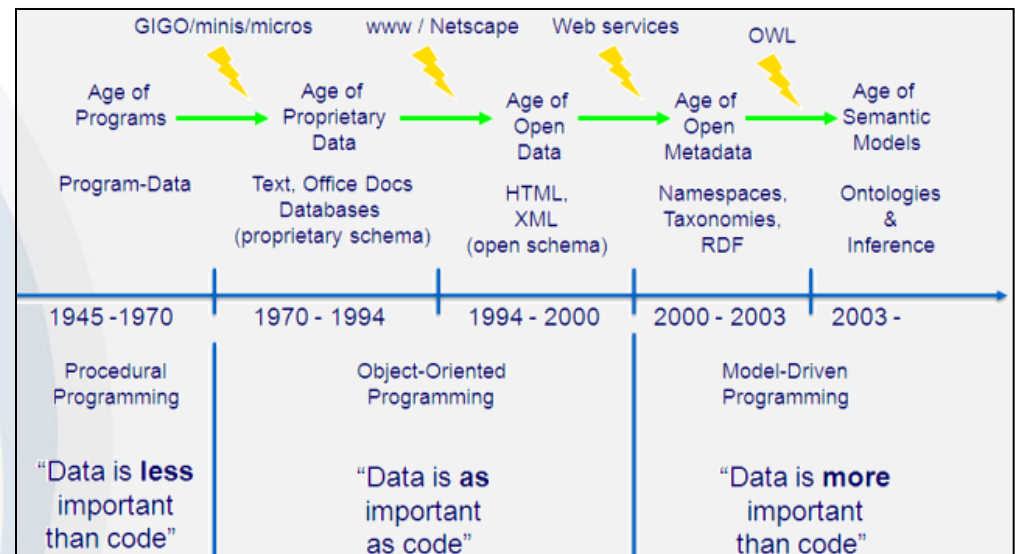 GIGO/minis/micros
www / Netscape
Web services
OWL
Age of
Programs
Age of
Proprietary
Data
Age of
Open
Data
Age of
Open
Metadata
Age of
Semantic
Models
Program-Data
Text, Office Docs
Databases
(proprietary schema)
HTML,
XML
(open schema)
Namespaces,
Taxonomies,
RDF
Ontologies
&
Inference
1945 -1970
1970 - 1994
1994 - 2000
2000 - 2003
2003 -
Procedural
Programming
Object-Oriented
Programming
Model-Driven
Programming
“Data is less
important
than code”
“Data is as
important
as code”
“Data is more
important
than code”